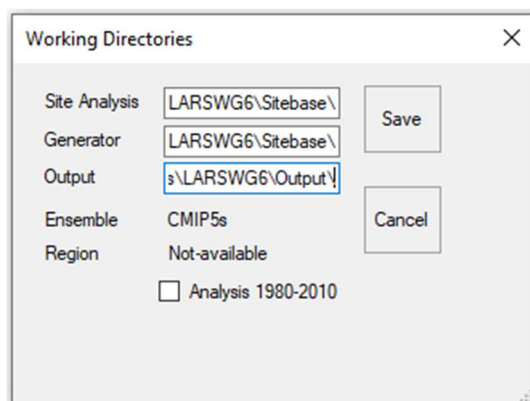 Working Directories
Site Analysis LARSWG6\Sitebase\
Save
Generator LARSWG6\Sitebase\
Output s\LARSWG6\Output\
Ensemble CMIP5s
Cancel
Region Not-available
Analysis 1980-2010